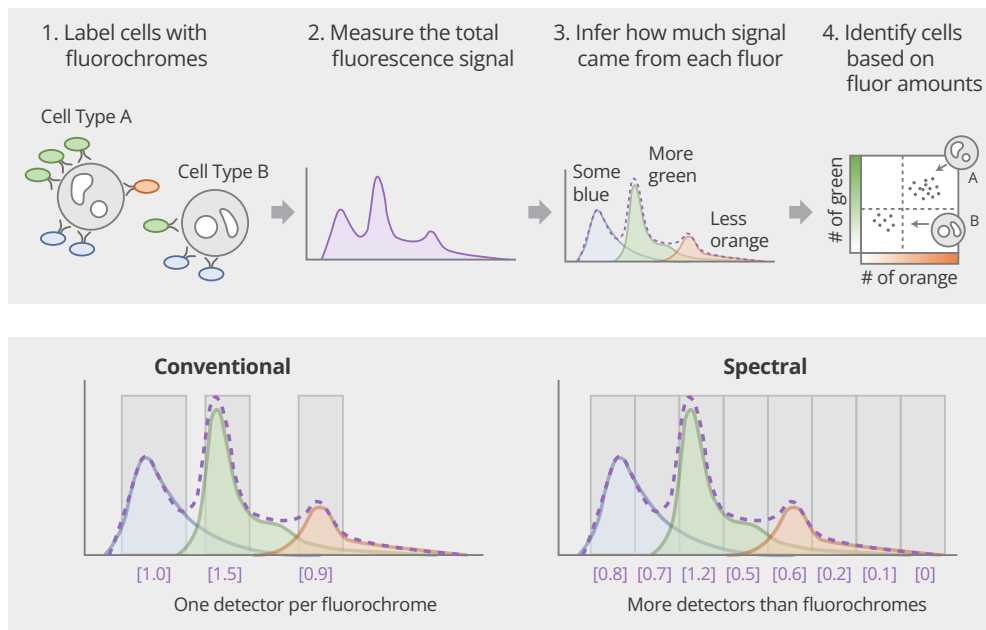 1. Label cells with
fluorochromes
2. Measure the total
fluorescence signal
3. Infer how much signal
came from each fluor
4. Identify cells
based on
fluor amounts
Cell Type A
Cell Type B
Some
blue
More
green
Less
orange
# of green
A
B
# of orange
Conventional
[1.0] [1.5] [0.9]
One detector per fluorochrome
Spectral
[0.8] [0.7] [1.2] [0.5] [0.6] [0.2] [0.1] [0]
More detectors than fluorochromes